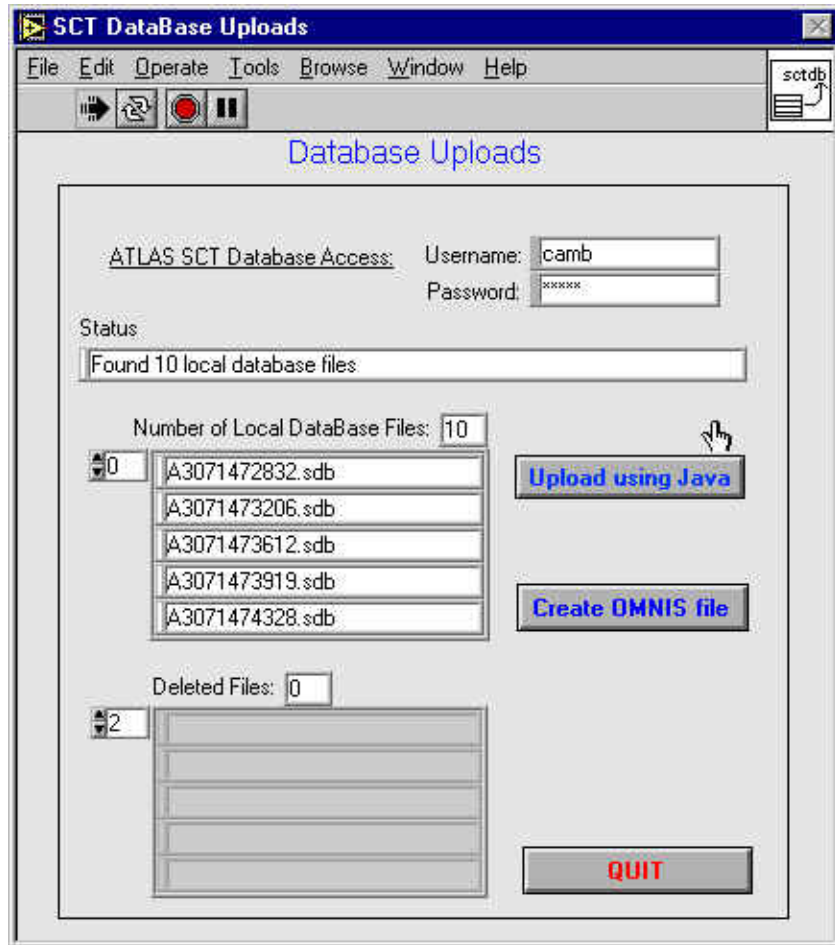 SCT DataBase Uploads
File Edit Operate Tools Browse Window Help
sctdb
Database Uploads
ATLAS SCT Database Access:
Username: camb
Password: *****
Status
Found 10 local database files
Number of Local DataBase Files: 10
0
A3071472832.sdb
A3071473206.sdb
A3071473612.sdb
A3071473919.sdb
A3071474328.sdb
Upload using Java
Create OMNIS file
Deleted Files: 0
2
QUIT